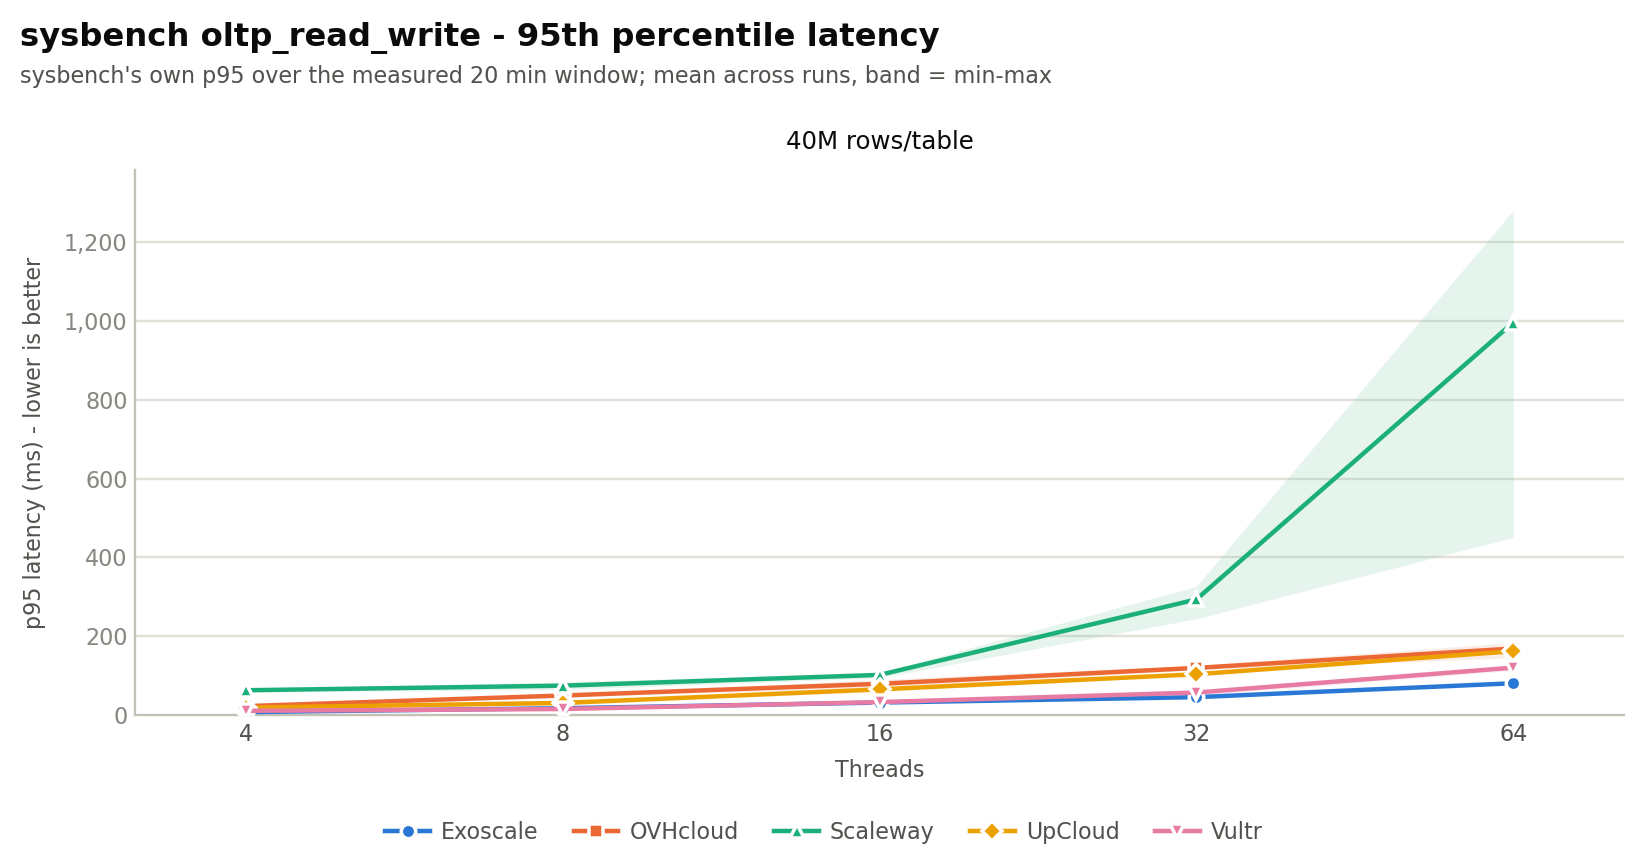 sysbench oltp_read_write - 95th percentile latency
sysbench's own p95 over the measured 20 min window; mean across runs, band = min-max
40M rows/table
p95 latency (ms) - lower is better
1,200
1,000
800
600
400
200
0
4 8 16 32 64
Threads
Exoscale OVHcloud Scaleway UpCloud Vultr